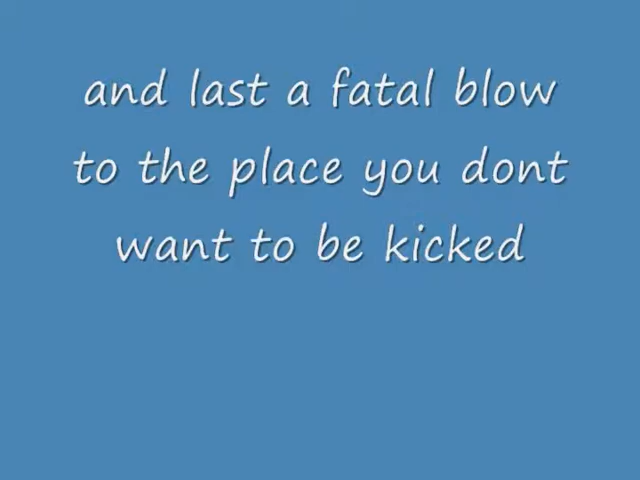 and last a fatal blow
to the place you dont
want to be kicked